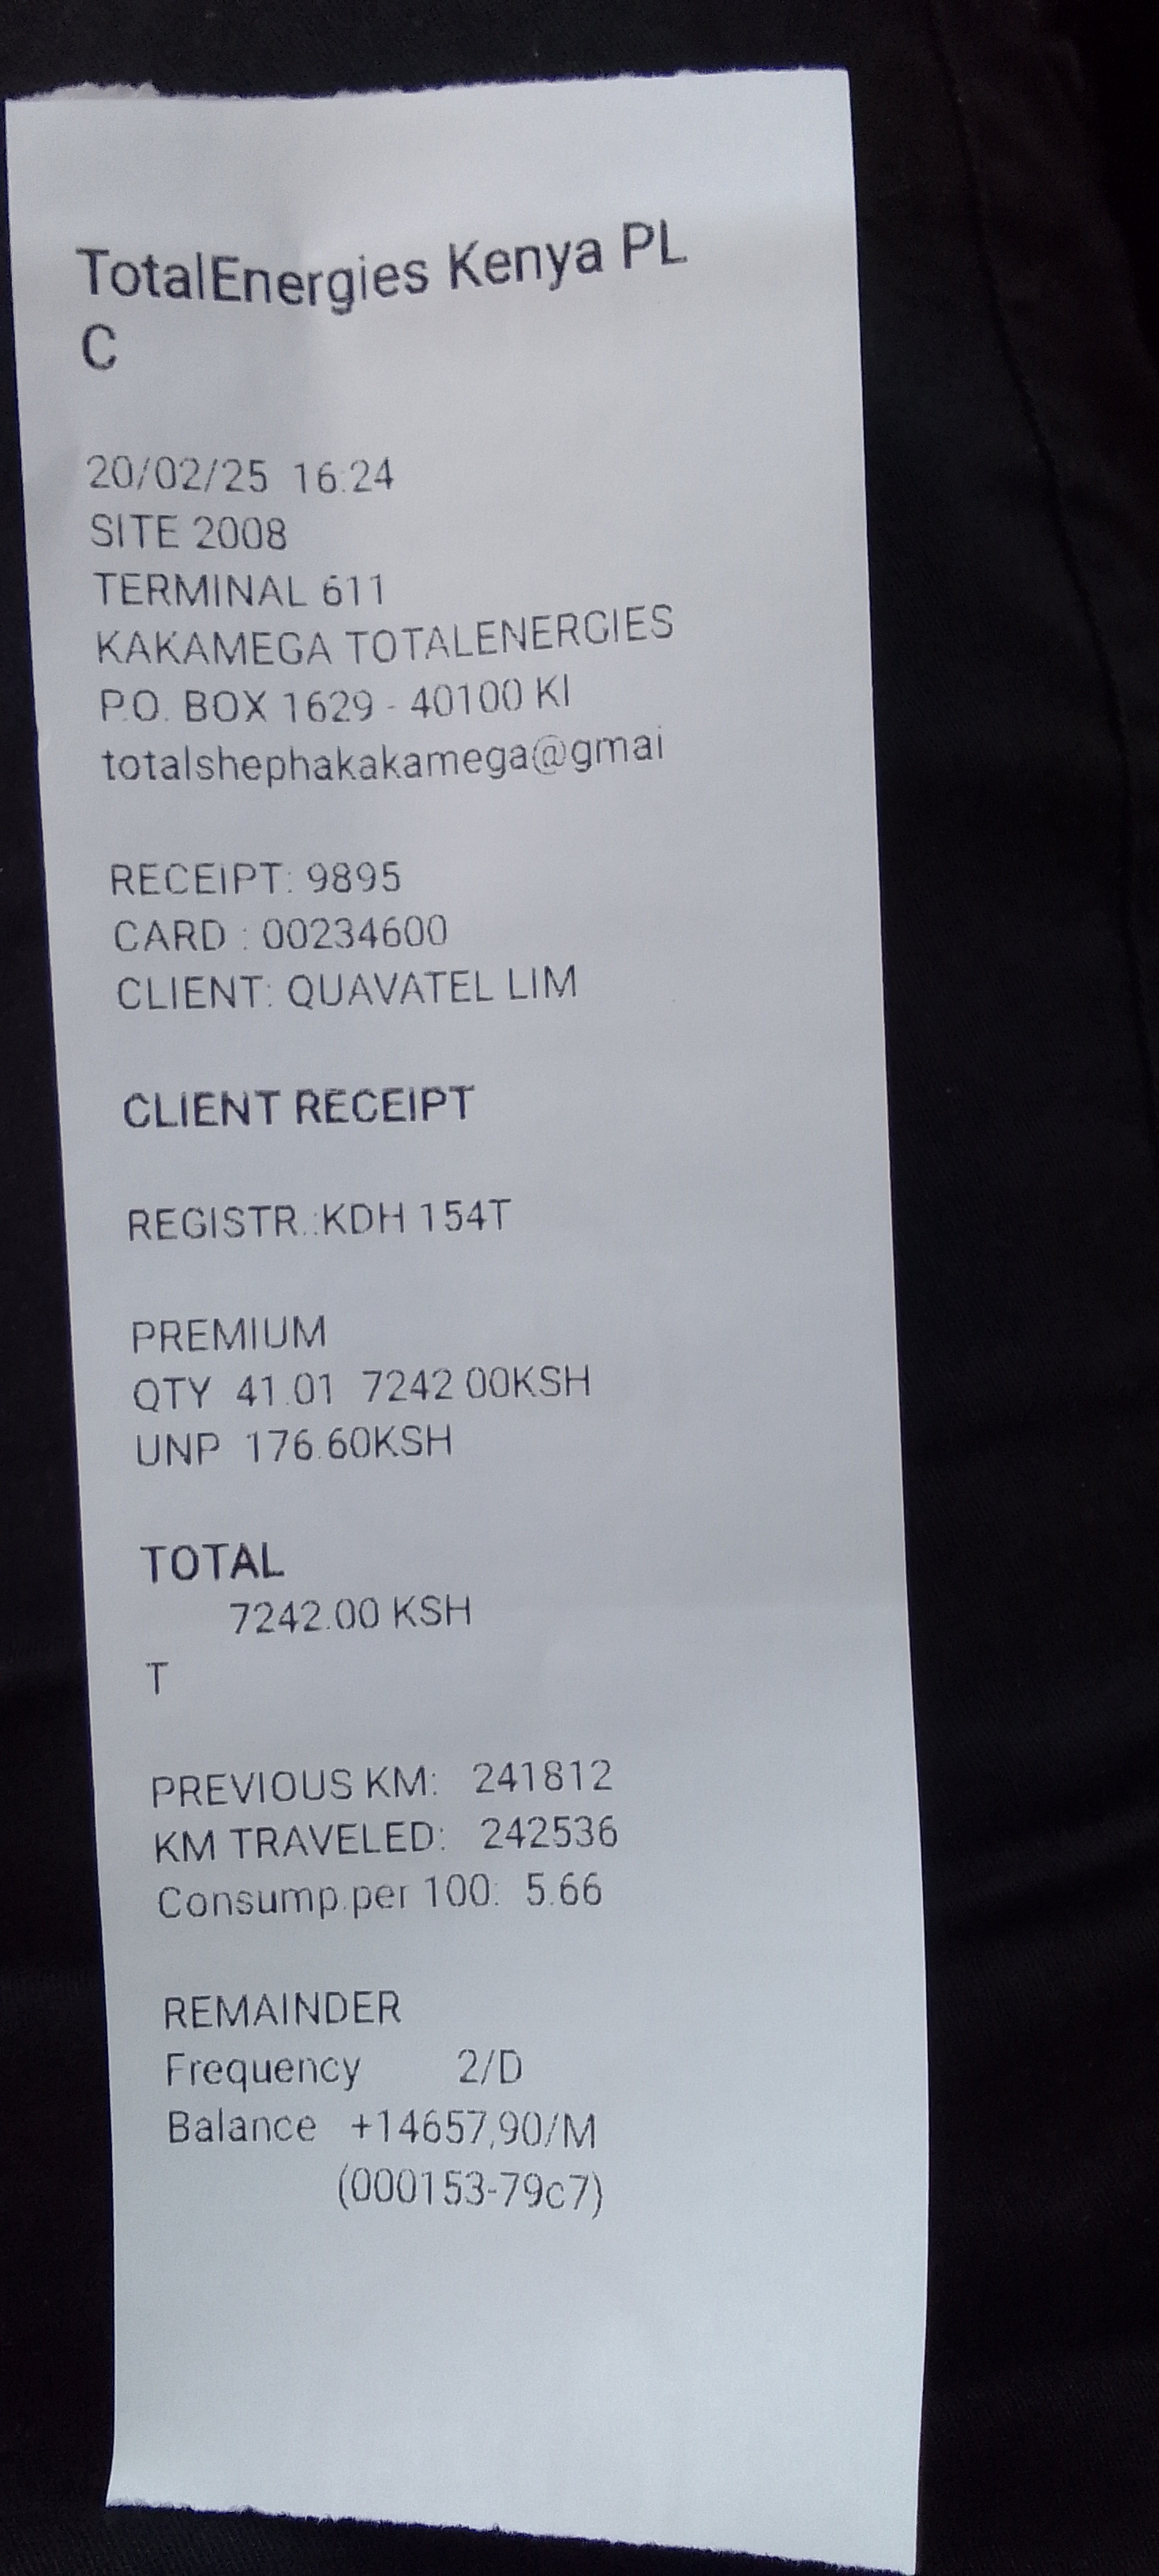 TotalEnergies Kenya PL
C
20/02/25 16:24
SITE 2008
TERMINAL 611
KAKAMEGA TOTALENERGIES
P.O. BOX 1629 - 40100 KI
totalshephakakamega@gmai
RECEIPT: 9895
CARD : 00234600
CLIENT: QUAVATEL LIM
CLIENT RECEIPT
REGISTR.:KDH 154T
PREMIUM
QTY 41.01 7242.00KSH
UNP 176.60KSH
TOTAL
7242.00 KSH
T
PREVIOUS KM: 241812
KM TRAVELED: 242536
Consump.per 100: 5.66
REMAINDER
Frequency 2/D
Balance +14657,90/M
(000153-79c7)